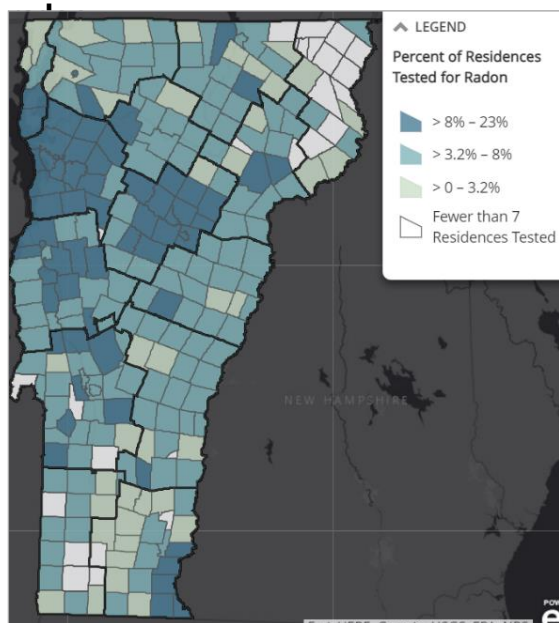 LEGEND
Percent of Residences
Tested for Radon
> 8% – 23%
> 3.2% – 8%
> 0 – 3.2%
Fewer than 7
Residences Tested
NEW HAMPSHIRE